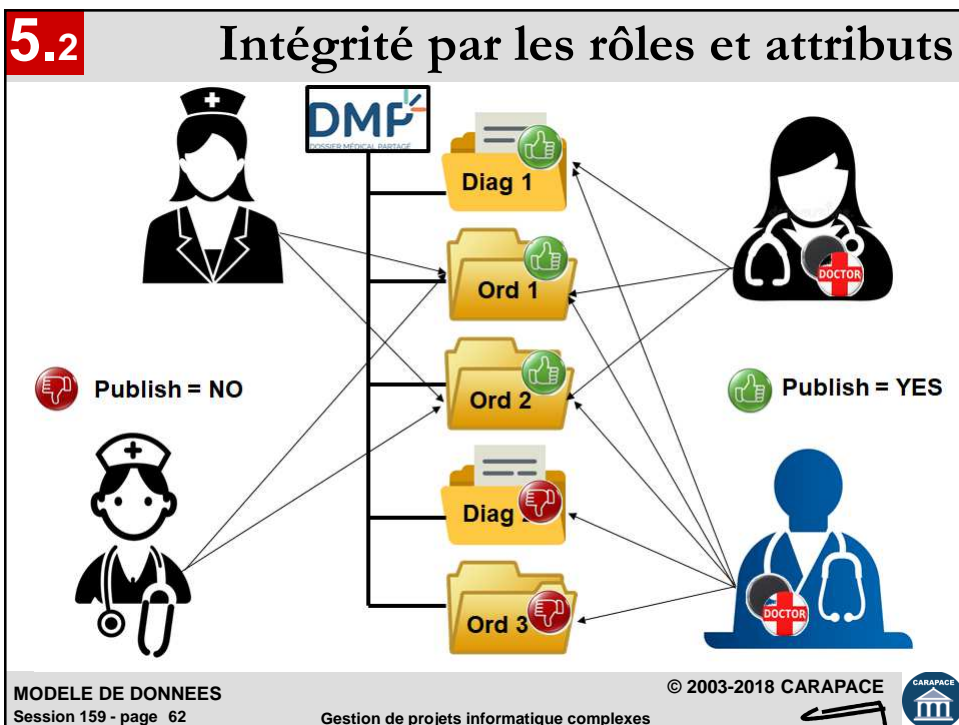 5.2
Intégrité par les rôles et attributs
DMP
DOSSIER MÉDICAL PARTAGÉ
Diag 1
Ord 1
DOCTOR
Publish = NO
Ord 2
Publish = YES
Diag
Ord 3
DOCTOR
MODELE DE DONNEES
Session 159 - page 62
Gestion de projets informatique complexes
© 2003-2018 CARAPACE
CARAPACE